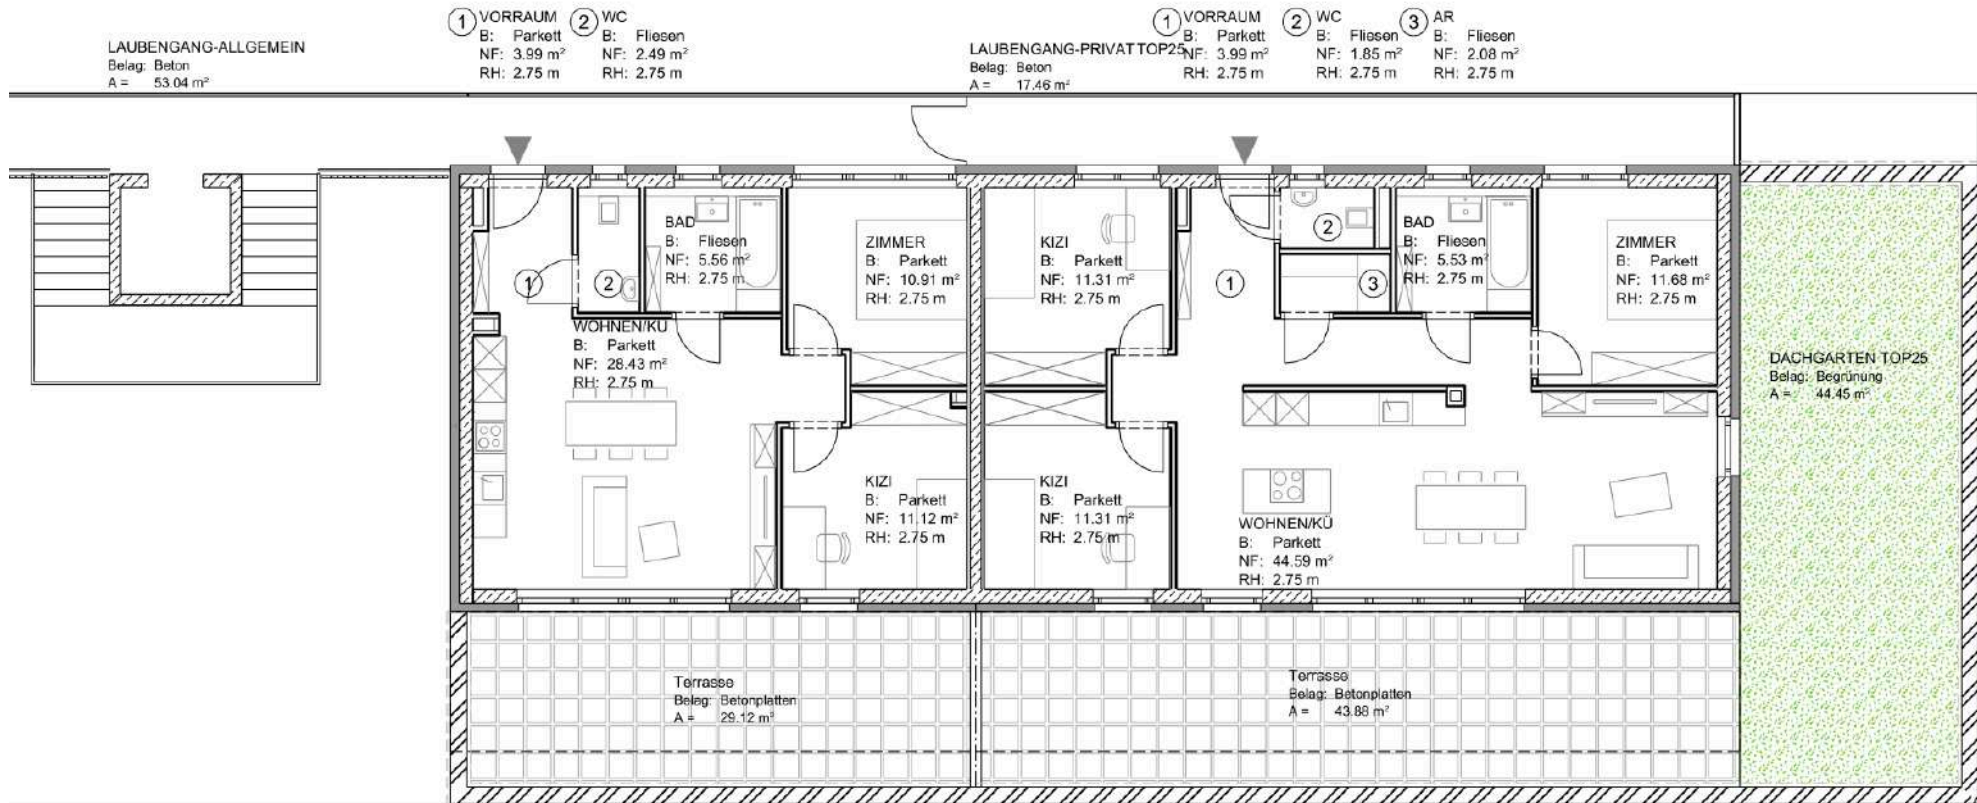 LAUBENGANG-ALLGEMEIN
Belag: Beton
A = 53.04 m²
1 VORRAUM
B: Parkett
NF: 3.99 m²
RH: 2.75 m
2 WC
B: Fliesen
NF: 2.49 m²
RH: 2.75 m
LAUBENGANG-PRIVAT TOP25
Belag: Beton
A = 17.46 m²
1 VORRAUM
B: Parkett
NF: 3.99 m²
RH: 2.75 m
2 WC
B: Fliesen
NF: 1.85 m²
RH: 2.75 m
3 AR
B: Fliesen
NF: 2.08 m²
RH: 2.75 m
1
2
BAD
B: Fliesen
NF: 5.56 m²
RH: 2.75 m
ZIMMER
B: Parkett
NF: 10.91 m²
RH: 2.75 m
KIZI
B: Parkett
NF: 11.31 m²
RH: 2.75 m
1
2
3
BAD
B: Fliesen
NF: 5.53 m²
RH: 2.75 m
ZIMMER
B: Parkett
NF: 11.68 m²
RH: 2.75 m
WOHNEN/KÜ
B: Parkett
NF: 28.43 m²
RH: 2.75 m
DACHGARTEN TOP25
Belag: Begrünung
A = 44.45 m²
KIZI
B: Parkett
NF: 11.12 m²
RH: 2.75 m
KIZI
B: Parkett
NF: 11.31 m²
RH: 2.75 m
WOHNEN/KÜ
B: Parkett
NF: 44.59 m²
RH: 2.75 m
Terrasse
Belag: Betonplatten
A = 29.12 m²
Terrasse
Belag: Betonplatten
A = 43.88 m²